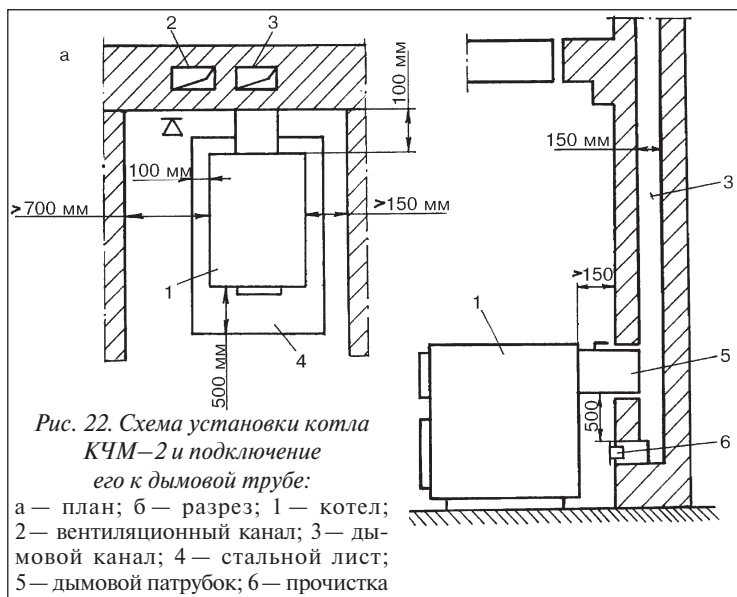 а
2
3
100 мм
100 мм
>700 мм
>150 мм
1
4
500 мм
150 мм
3
>150
1
5
500
6
Рис. 22. Схема установки котла
КЧМ–2 и подключение
его к дымовой трубе:
а — план; б — разрез; 1 — котел;
2 — вентиляционный канал; 3 — ды-
мовой канал; 4 — стальной лист;
5 — дымовой патрубок; 6 — прочистка